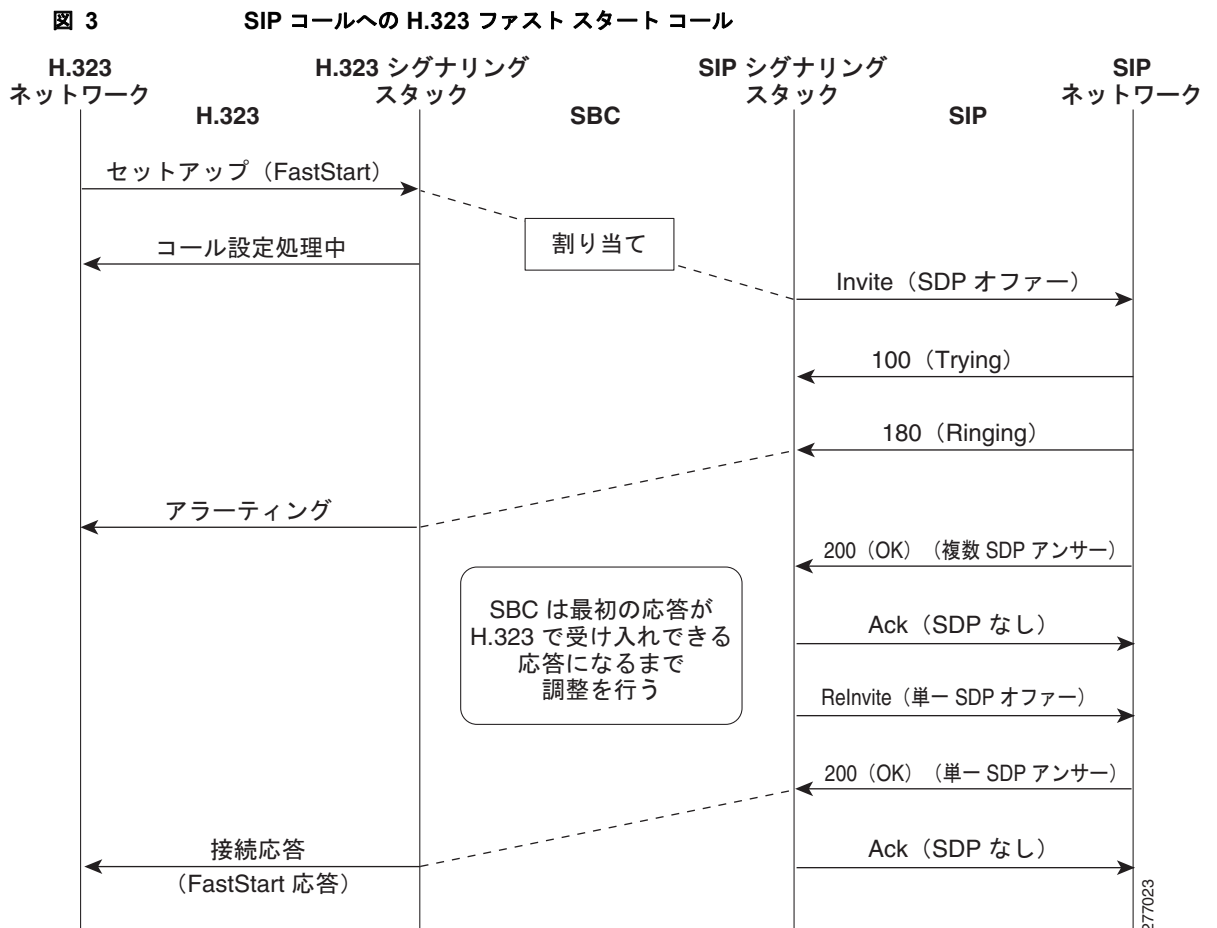 図 3 SIP コールへの H.323 ファスト スタート コール
H.323
ネットワーク
H.323 シグナリング
スタック
SIP シグナリング
スタック
SIP
ネットワーク
H.323
SBC
SIP
セットアップ（FastStart）
割り当て
コール設定処理中
Invite（SDP オファー）
100（Trying）
180（Ringing）
アラーティング
200（OK）（複数 SDP アンサー）
SBC は最初の応答が
H.323 で受け入れできる
応答になるまで
調整を行う
Ack（SDP なし）
ReInvite（単一 SDP オファー）
200（OK）（単一 SDP アンサー）
接続応答
（FastStart 応答）
Ack（SDP なし）
277023